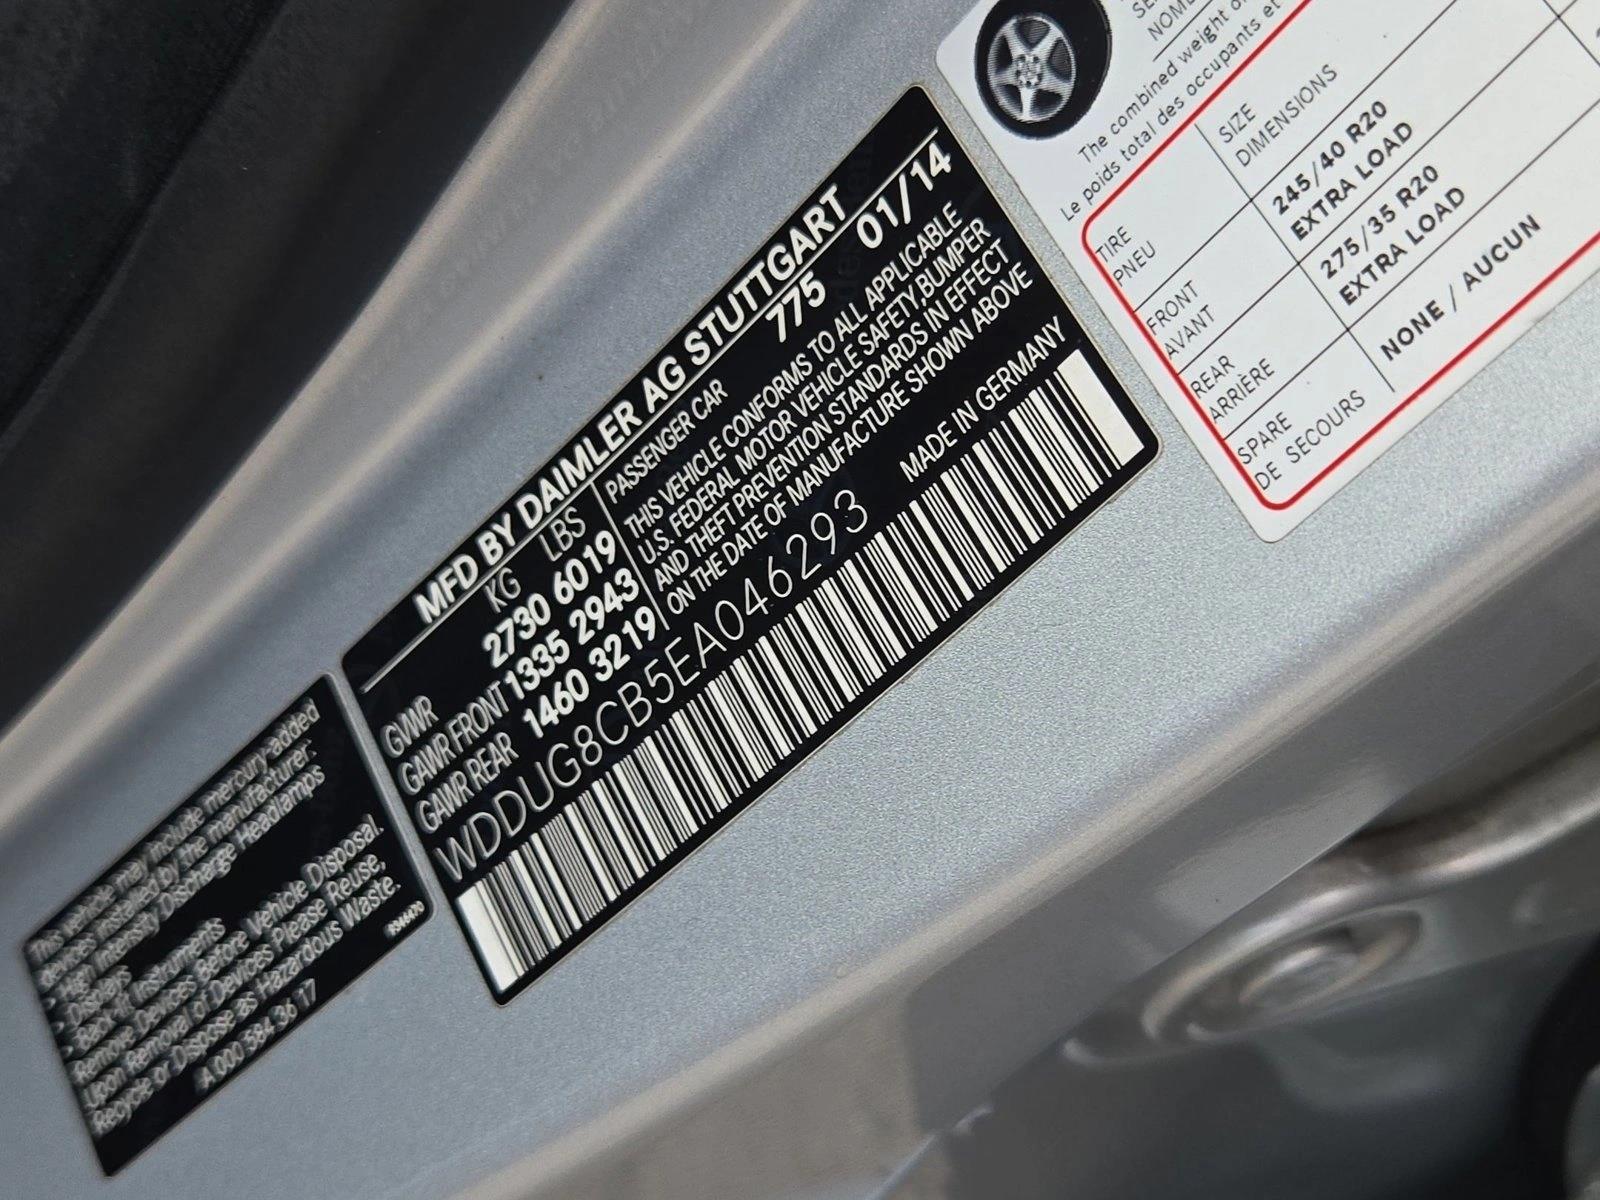 This vehicle may include mercury-added
devices installed by the manufacturer:
> High Intensity Discharge Headlamps
> Displays
> Back lit Instruments
Remove Devices Before Vehicle Disposal.
Upon Removal of Devices Please Reuse,
Recycle or Dispose as Hazardous Waste.
A 000 584 36 17
MFD BY DAIMLER AG STUTTGART
775 01/14
KG LBS
GVWR 2730 6019
GAWR FRONT 1335 2943
GAWR REAR 1460 3219
PASSENGER CAR
THIS VEHICLE CONFORMS TO ALL APPLICABLE
U.S. FEDERAL MOTOR VEHICLE SAFETY, BUMPER
AND THEFT PREVENTION STANDARDS IN EFFECT
ON THE DATE OF MANUFACTURE SHOWN ABOVE
MADE IN GERMANY
WDDUG8CB5EA046293
The combined weight
Le poids total des occupants et
TIRE SIZE
PNEU DIMENSIONS
FRONT 245/40 R20
AVANT EXTRA LOAD
REAR 275/35 R20
ARRIÈRE EXTRA LOAD
SPARE NONE / AUCUN
DE SECOURS